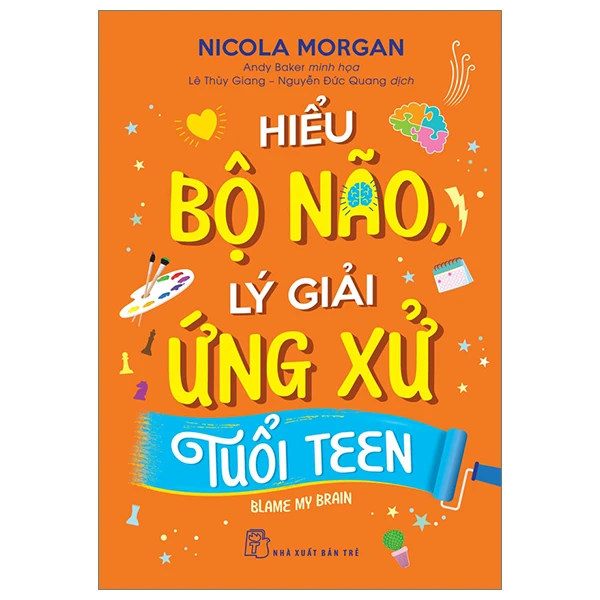 NICOLA MORGAN
Andy Baker minh họa
Lê Thùy Giang – Nguyễn Đức Quang dịch
HIỂU
BỘ NÃO,
LÝ GIẢI
ỨNG XỬ
TUỔI TEEN
BLAME MY BRAIN
NHÀ XUẤT BẢN TRẺ